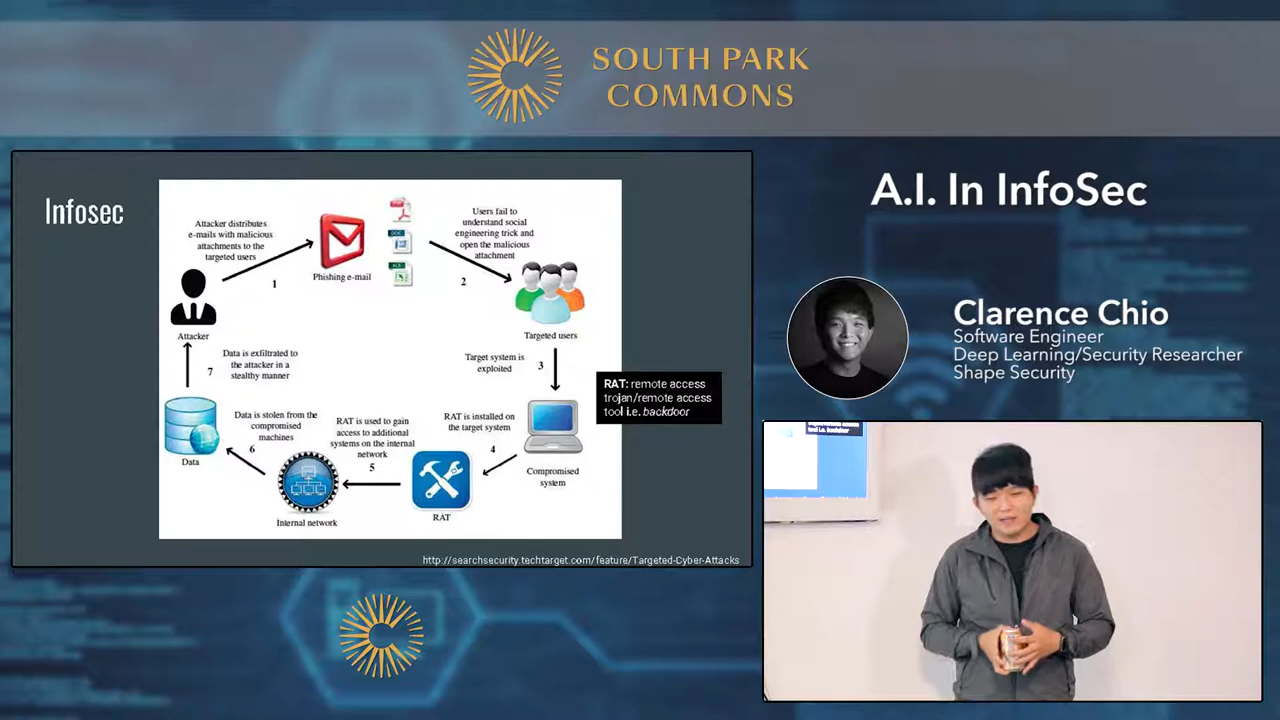 SOUTH PARK
COMMONS
Infosec
Attacker distributes
e-mails with malicious
attachments to the
targeted users
1
Phishing e-mail
PDF
DOC
XLS
Users fail to
understand social
engineering trick and
open the malicious
attachment
2
Attacker
Targeted users
Target system is
exploited
3
7
Data is exfiltrated to
the attacker in a
stealthy manner
RAT: remote access
trojan/remote access
tool i.e. backdoor
Data is stolen from the
compromised
machines
6
RAT is used to gain
access to additional
systems on the internal
network
5
RAT is installed on
the target system
4
Data
Compromised
system
Internal network
RAT
http://searchsecurity.techtarget.com/feature/Targeted-Cyber-Attacks
A.I. In InfoSec
Clarence Chio
Software Engineer
Deep Learning/Security Researcher
Shape Security